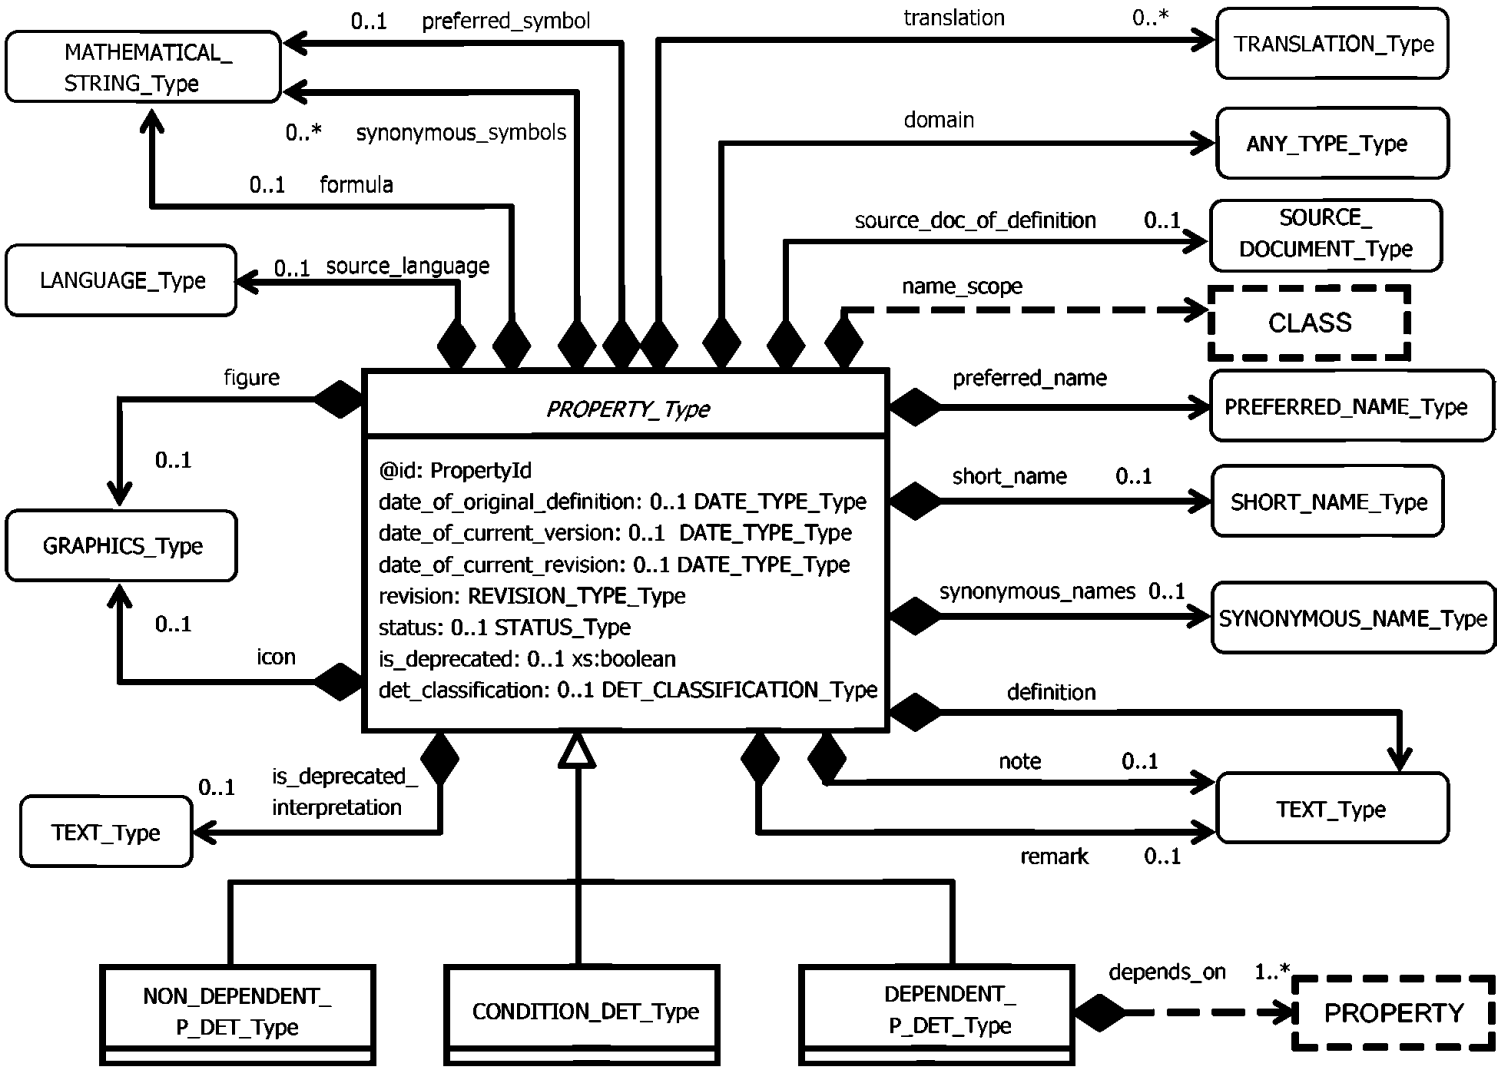 0..1 preferred_symbol
translation 0..*
MATHEMATICAL_
STRING_Type
TRANSLATION_Type
0..* synonymous_symbols
domain
ANY_TYPE_Type
0..1 formula
source_doc_of_definition 0..1
SOURCE_
DOCUMENT_Type
LANGUAGE_Type
0..1 source_language
name_scope
CLASS
figure
preferred_name
PROPERTY_Type
PREFERRED_NAME_Type
0..1
@id: PropertyId
date_of_original_definition: 0..1 DATE_TYPE_Type
date_of_current_version: 0..1 DATE_TYPE_Type
date_of_current_revision: 0..1 DATE_TYPE_Type
revision: REVISION_TYPE_Type
status: 0..1 STATUS_Type
is_deprecated: 0..1 xs:boolean
det_classification: 0..1 DET_CLASSIFICATION_Type
short_name 0..1
SHORT_NAME_Type
GRAPHICS_Type
synonymous_names 0..1
SYNONYMOUS_NAME_Type
0..1
icon
definition
0..1
is_deprecated_
interpretation
TEXT_Type
note 0..1
TEXT_Type
remark 0..1
NON_DEPENDENT_
P_DET_Type
CONDITION_DET_Type
DEPENDENT_
P_DET_Type
depends_on 1..*
PROPERTY